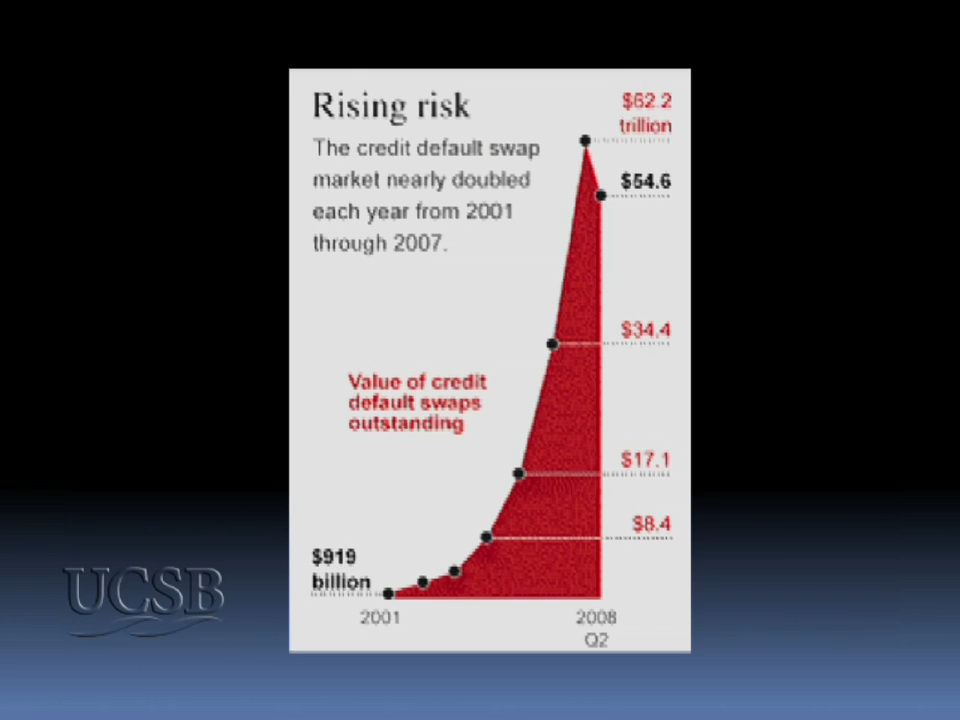 Rising risk
The credit default swap
market nearly doubled
each year from 2001
through 2007.
$62.2
trillion
$54.6
$34.4
Value of credit
default swaps
outstanding
$17.1
$8.4
$919
billion
2001
2008
Q2
UCSB